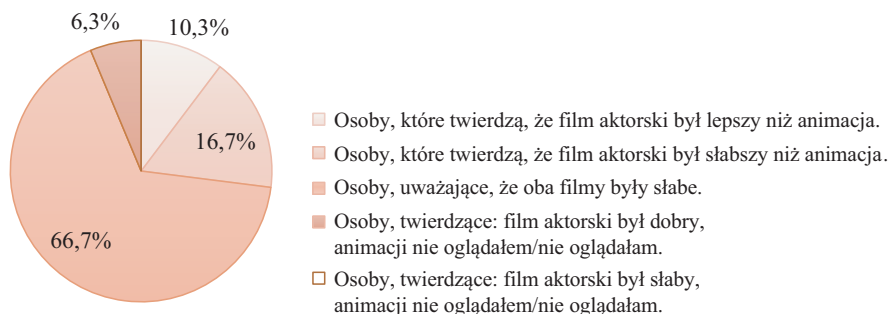 6,3%
10,3%
16,7%
66,7%
Osoby, które twierdzą, że film aktorski był lepszy niż animacja.
Osoby, które twierdzą, że film aktorski był słabszy niż animacja.
Osoby, uważające, że oba filmy były słabe.
Osoby, twierdzące: film aktorski był dobry,
animacji nie oglądałem/nie oglądałam.
Osoby, twierdzące: film aktorski był słaby,
animacji nie oglądałem/nie oglądałam.